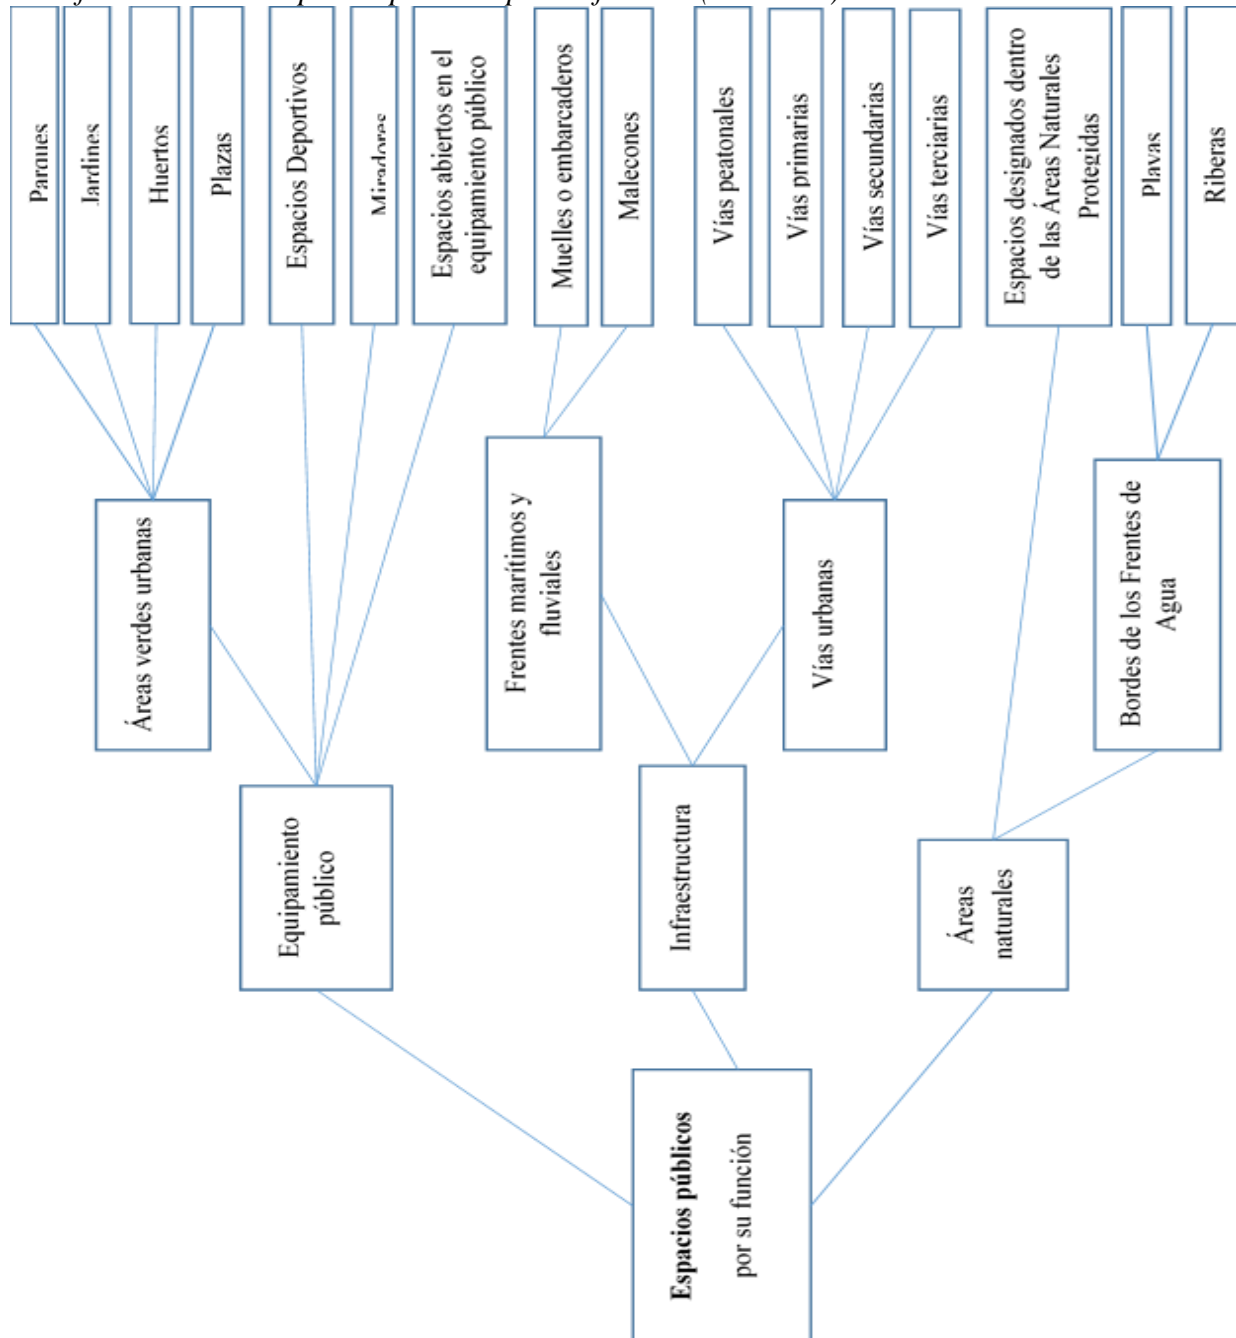 Espacios públicos
por su función
Equipamiento
público
Áreas verdes urbanas
Parques
Jardines
Huertos
Plazas
Espacios Deportivos
Miradores
Espacios abiertos en el
equipamiento público
Infraestructura
Frentes marítimos y
fluviales
Muelles o embarcaderos
Malecones
Vías urbanas
Vías peatonales
Vías primarias
Vías secundarias
Vías terciarias
Áreas
naturales
Espacios designados dentro
de las Áreas Naturales
Protegidas
Bordes de los Frentes de
Agua
Playas
Riberas